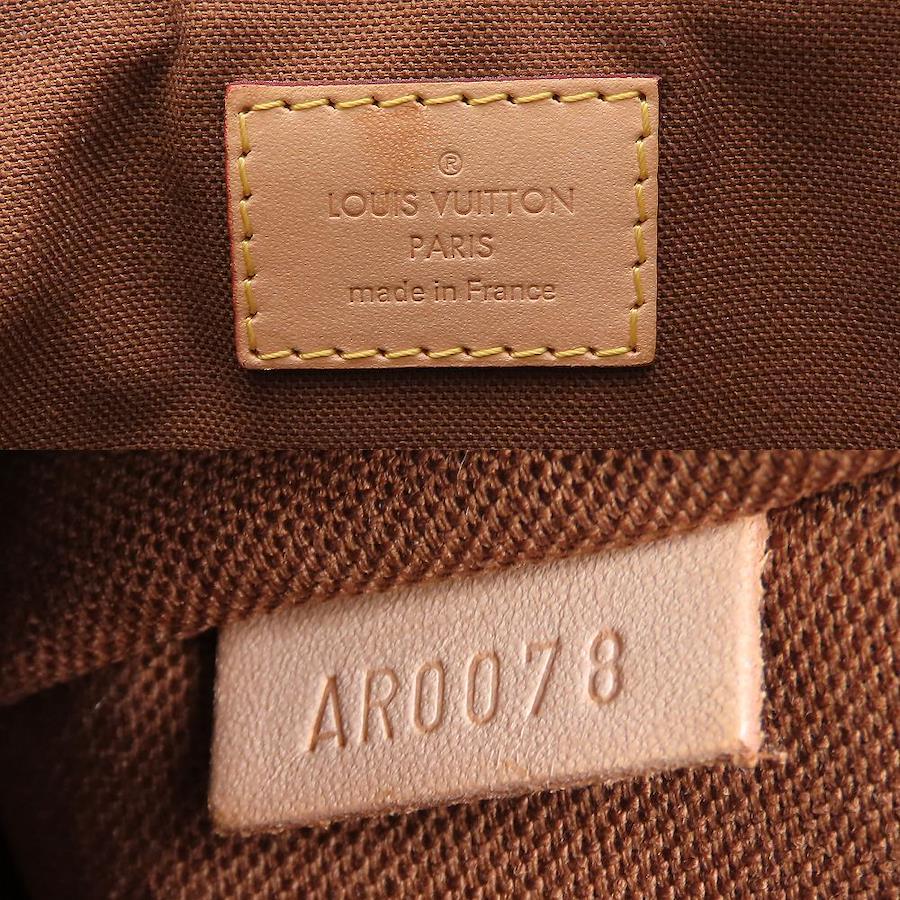 ®
LOUIS VUITTON
PARIS
made in France
AR0078